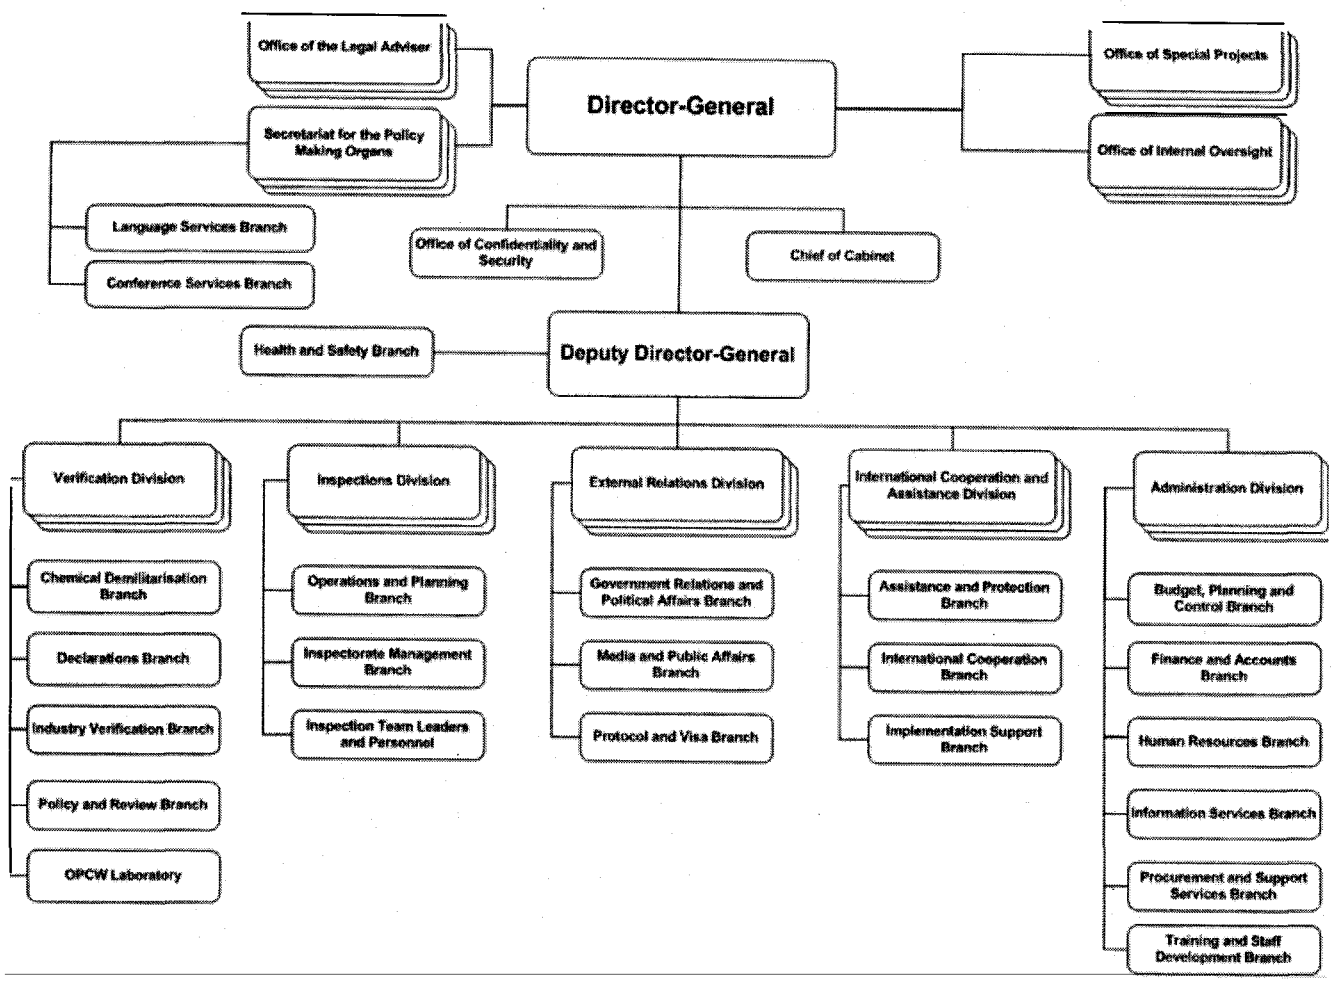 Office of the Legal Adviser
Office of Special Projects
Director-General
Secretariat for the Policy
Making Organs
Office of Internal Oversight
Language Services Branch
Conference Services Branch
Office of Confidentiality and
Security
Chief of Cabinet
Health and Safety Branch
Deputy Director-General
Verification Division
Chemical Demilitarisation
Branch
Declarations Branch
Industry Verification Branch
Policy and Review Branch
OPCW Laboratory
Inspections Division
Operations and Planning
Branch
Inspectorate Management
Branch
Inspection Team Leaders
and Personnel
External Relations Division
Government Relations and
Political Affairs Branch
Media and Public Affairs
Branch
Protocol and Visa Branch
International Cooperation and
Assistance Division
Assistance and Protection
Branch
International Cooperation
Branch
Implementation Support
Branch
Administration Division
Budget, Planning and
Control Branch
Finance and Accounts
Branch
Human Resources Branch
Information Services Branch
Procurement and Support
Services Branch
Training and Staff
Development Branch